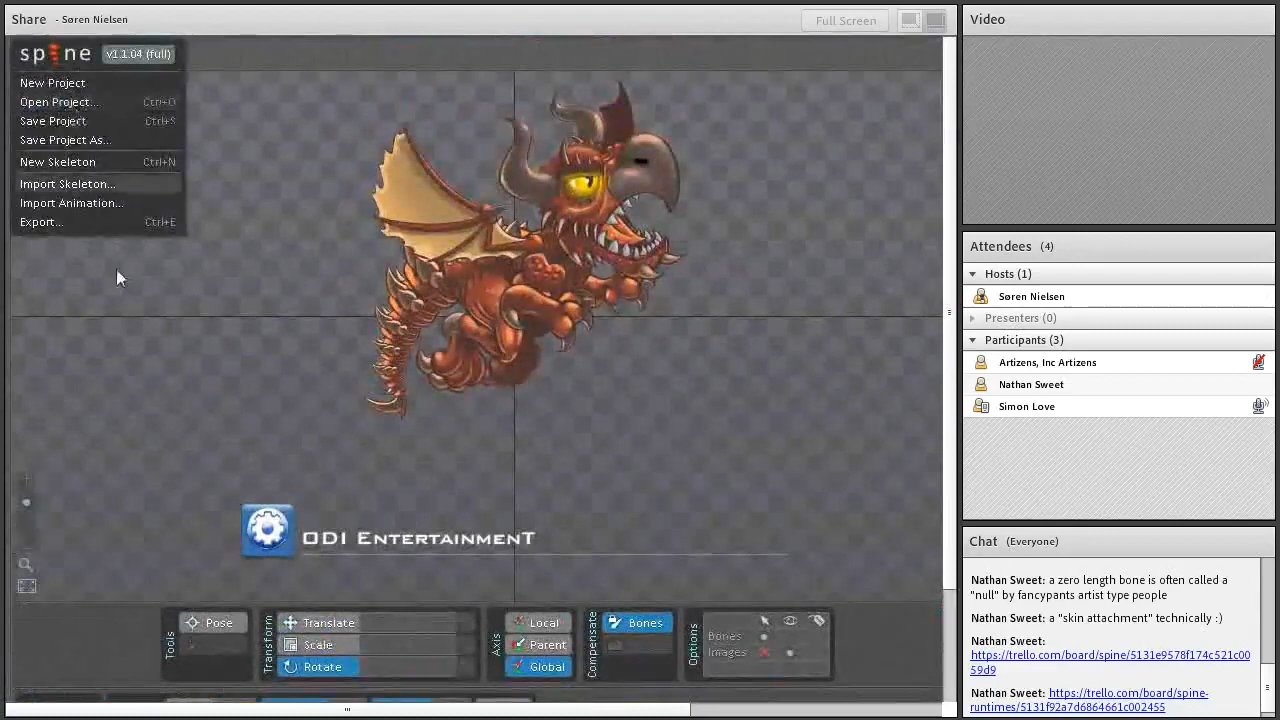 Share - Søren Nielsen
Full Screen
spine v1.1.04 (full)
New Project
Open Project... Ctrl+O
Save Project Ctrl+S
Save Project As...
New Skeleton Ctrl+N
Import Skeleton...
Import Animation...
Export... Ctrl+E
ODI Entertainment
Tools
Pose
Transform
Translate
Scale
Rotate
Axis
Local
Parent
Global
Compensate
Bones
Options
Bones
Images
Video
Attendees (4)
Hosts (1)
Søren Nielsen
Presenters (0)
Participants (3)
Artizens, Inc Artizens
Nathan Sweet
Simon Love
Chat (Everyone)
Nathan Sweet: a zero length bone is often called a
"null" by fancypants artist type people
Nathan Sweet: a "skin attachment" technically :)
Nathan Sweet:
https://trello.com/board/spine/5131e9578f174c521c00
59d9
Nathan Sweet: https://trello.com/board/spine-
runtimes/5131f92a7d6864661c002455